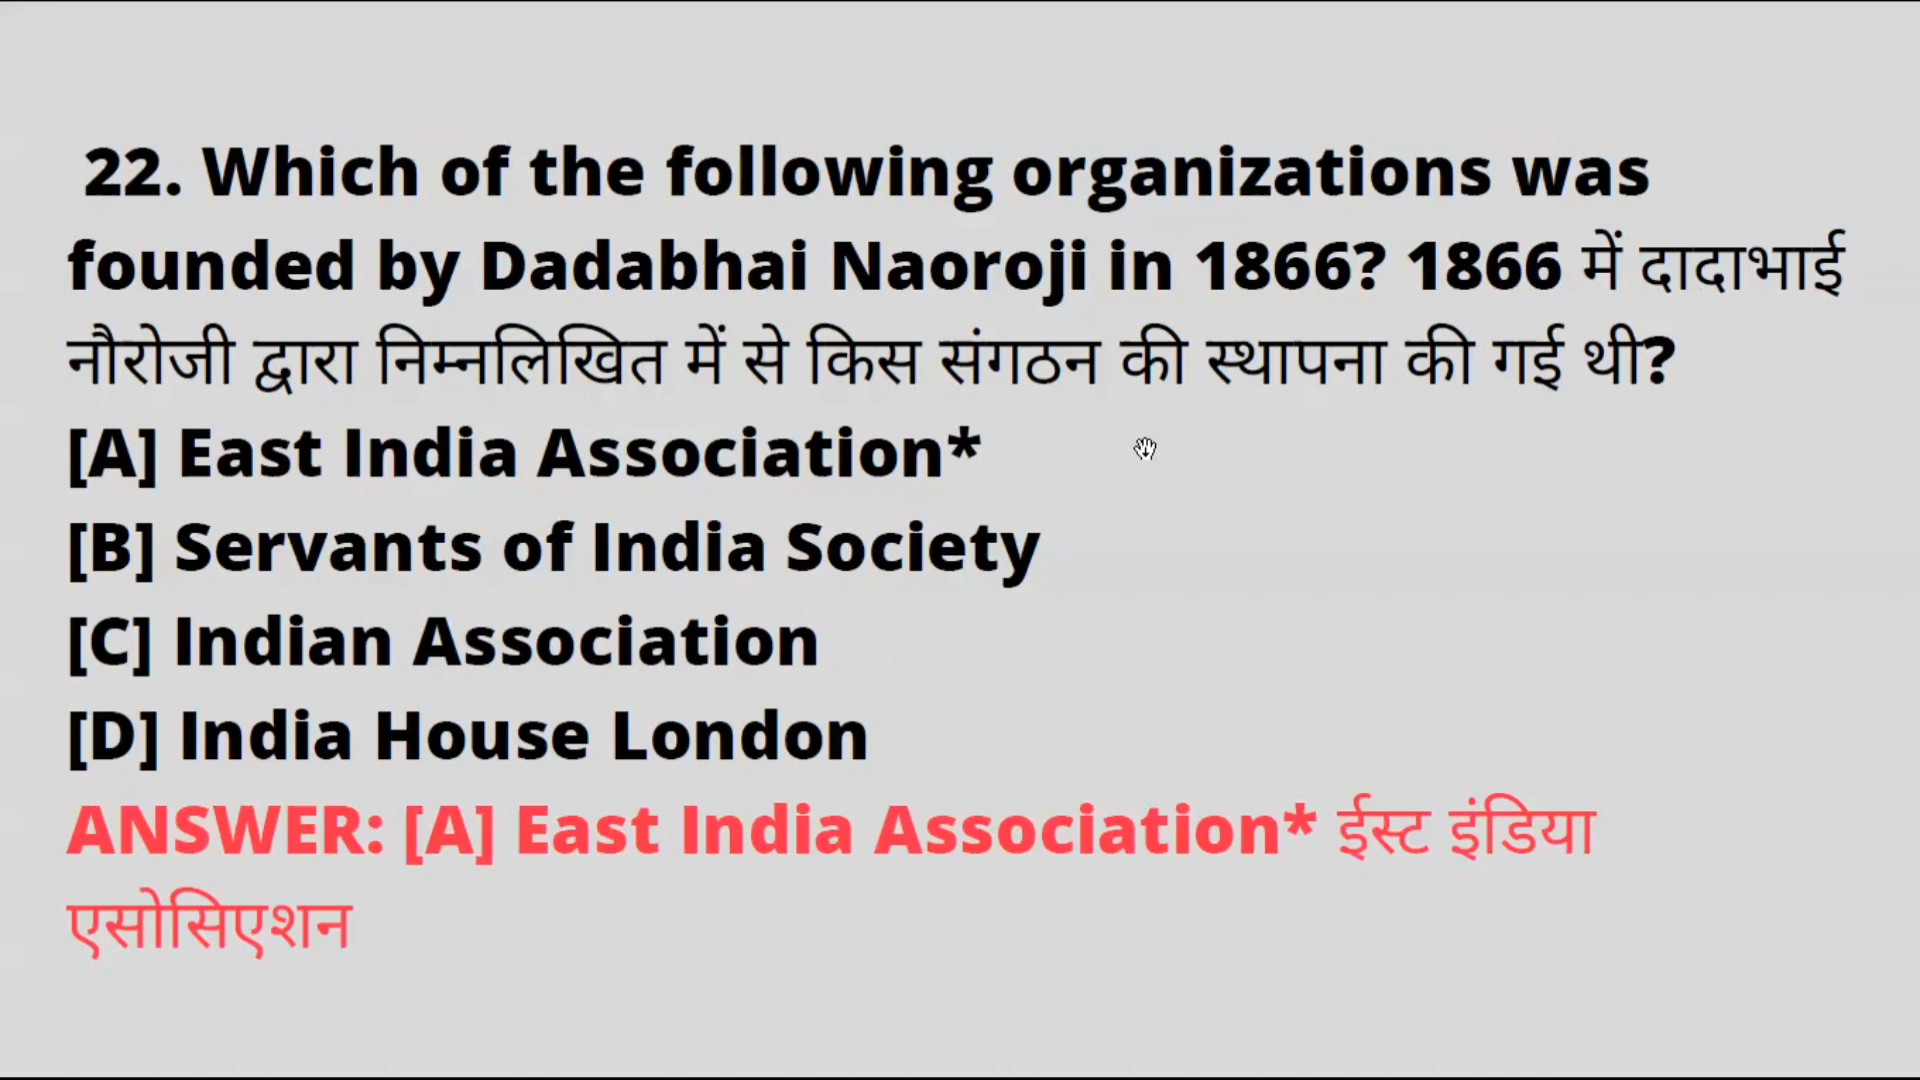 22. Which of the following organizations was
founded by Dadabhai Naoroji in 1866? 1866 में दादाभाई
नौरोजी द्वारा निम्नलिखित में से किस संगठन की स्थापना की गई थी?
[A] East India Association*
[B] Servants of India Society
[C] Indian Association
[D] India House London
ANSWER: [A] East India Association* ईस्ट इंडिया
एसोसिएशन